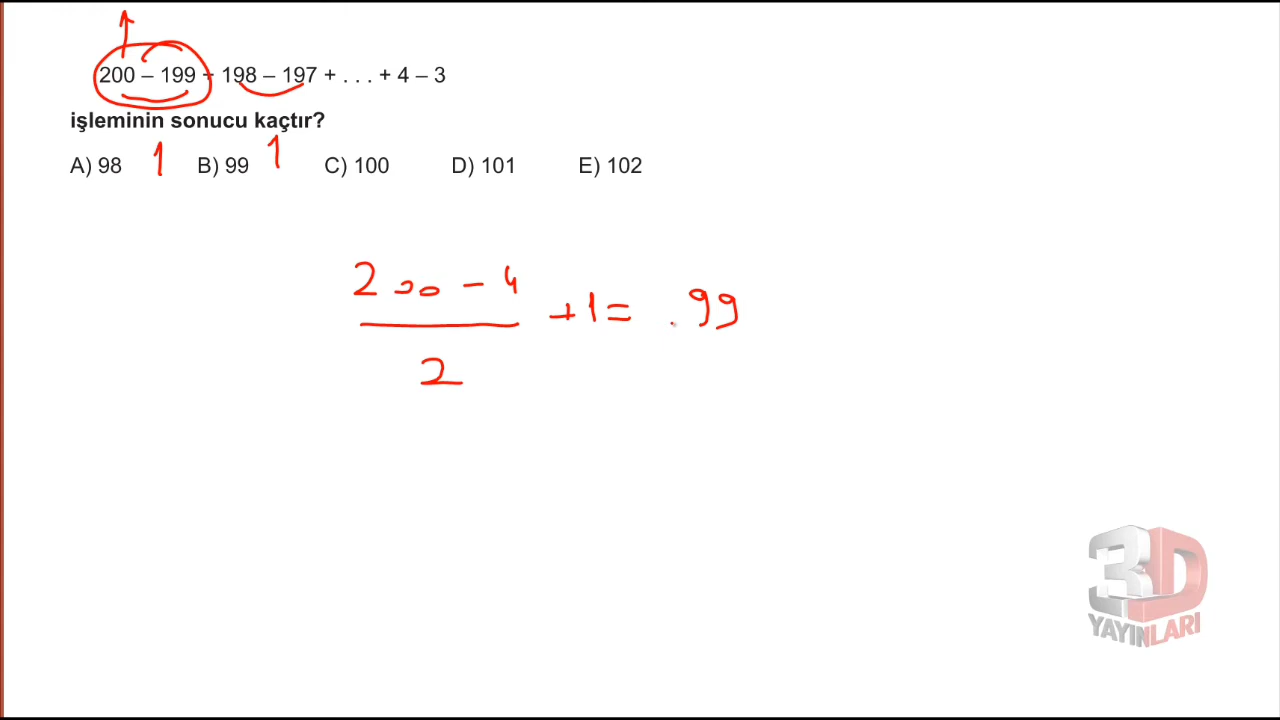 200 – 199 + 198 – 197 + . . . + 4 – 3
işleminin sonucu kaçtır?
A) 98 1 B) 99 1 C) 100 D) 101 E) 102
200 – 4
+1= .99
2
3D
YAYINLARI